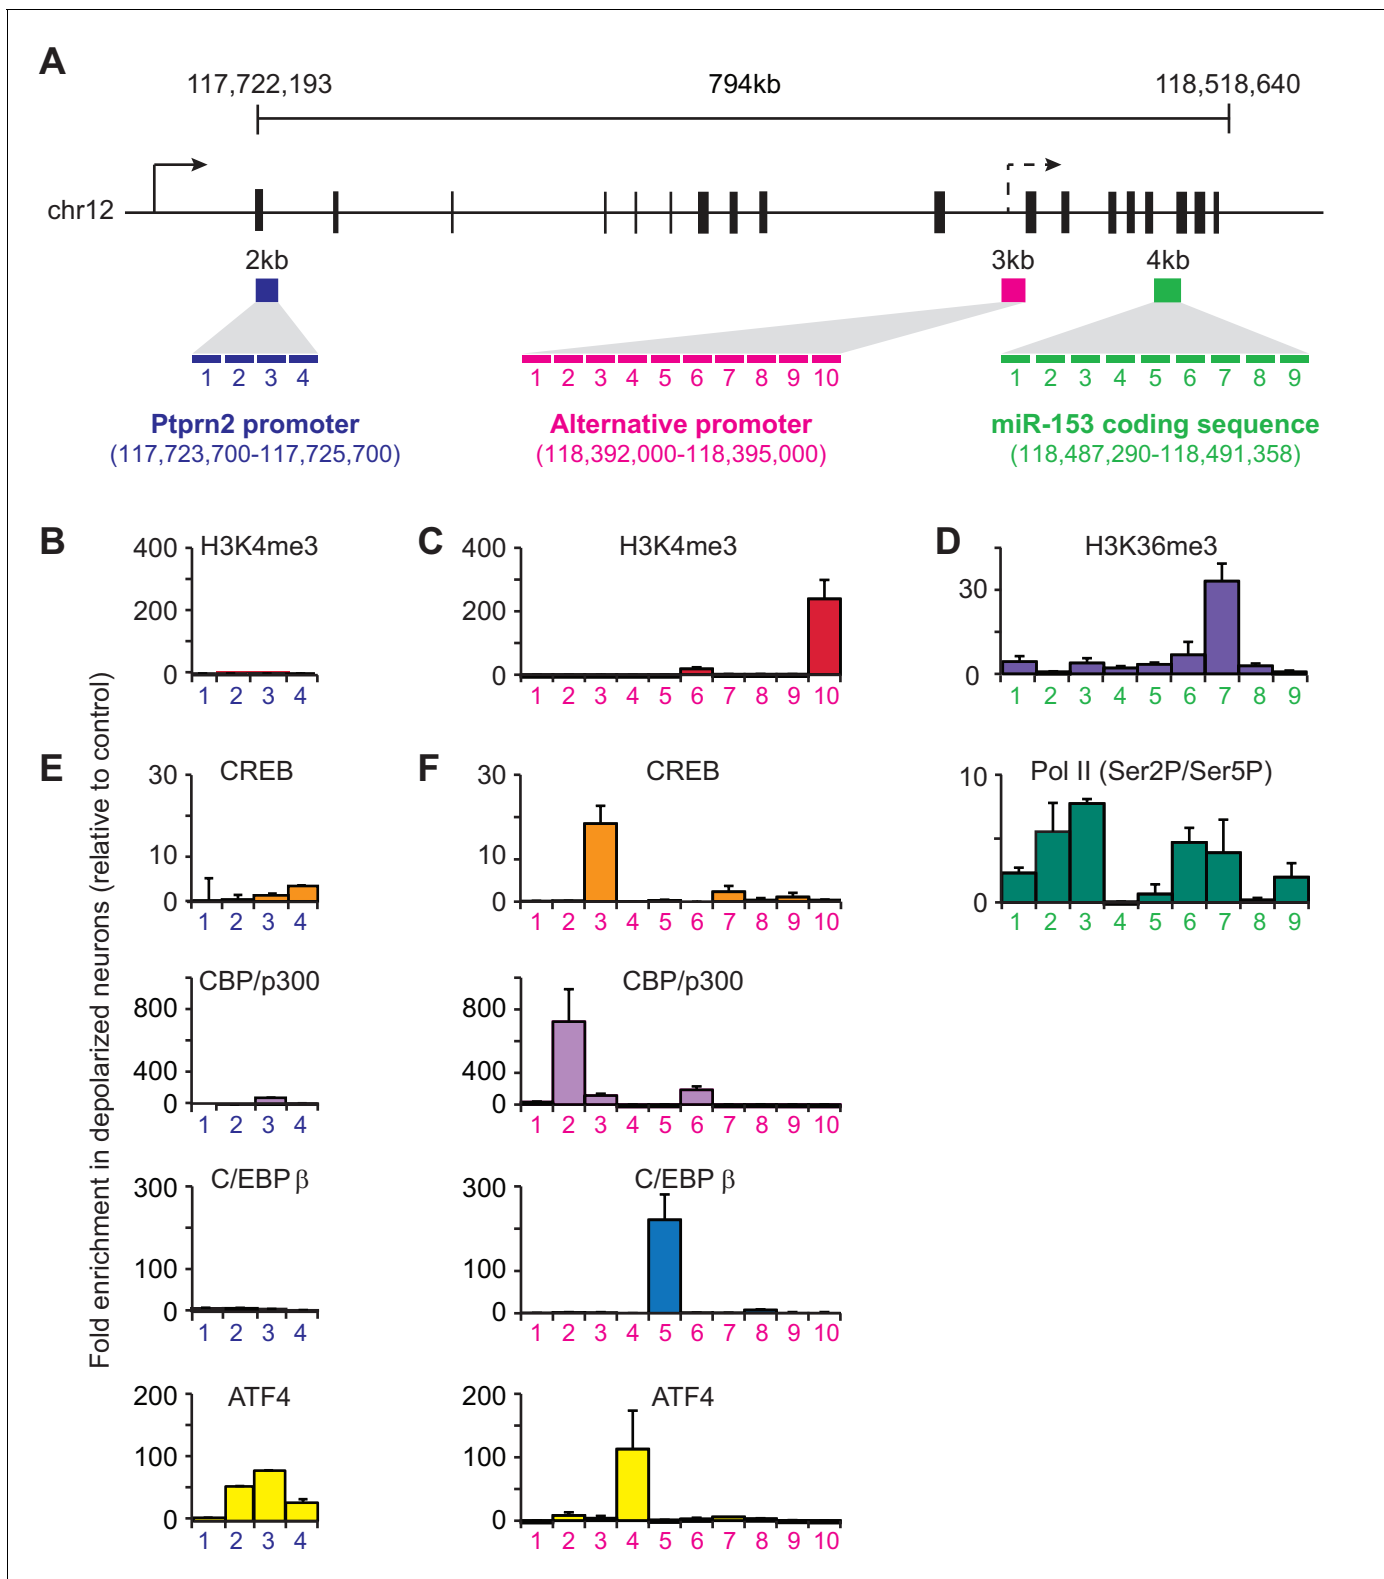 A
117,722,193 794kb 118,518,640
chr12
2kb 3kb 4kb
1 2 3 4 1 2 3 4 5 6 7 8 9 10 1 2 3 4 5 6 7 8 9
Ptprn2 promoter Alternative promoter miR-153 coding sequence
(117,723,700-117,725,700) (118,392,000-118,395,000) (118,487,290-118,491,358)
Fold enrichment in depolarized neurons (relative to control)
B
H3K4me3
400
200
0
1 2 3 4
C
H3K4me3
400
200
0
1 2 3 4 5 6 7 8 9 10
D
H3K36me3
30
0
1 2 3 4 5 6 7 8 9
Pol II (Ser2P/Ser5P)
10
0
1 2 3 4 5 6 7 8 9
E
CREB
30
10
0
1 2 3 4
CBP/p300
800
400
0
1 2 3 4
C/EBP β
300
100
0
1 2 3 4
ATF4
200
100
0
1 2 3 4
F
CREB
30
10
0
1 2 3 4 5 6 7 8 9 10
CBP/p300
800
400
0
1 2 3 4 5 6 7 8 9 10
C/EBP β
300
100
0
1 2 3 4 5 6 7 8 9 10
ATF4
200
100
0
1 2 3 4 5 6 7 8 9 10